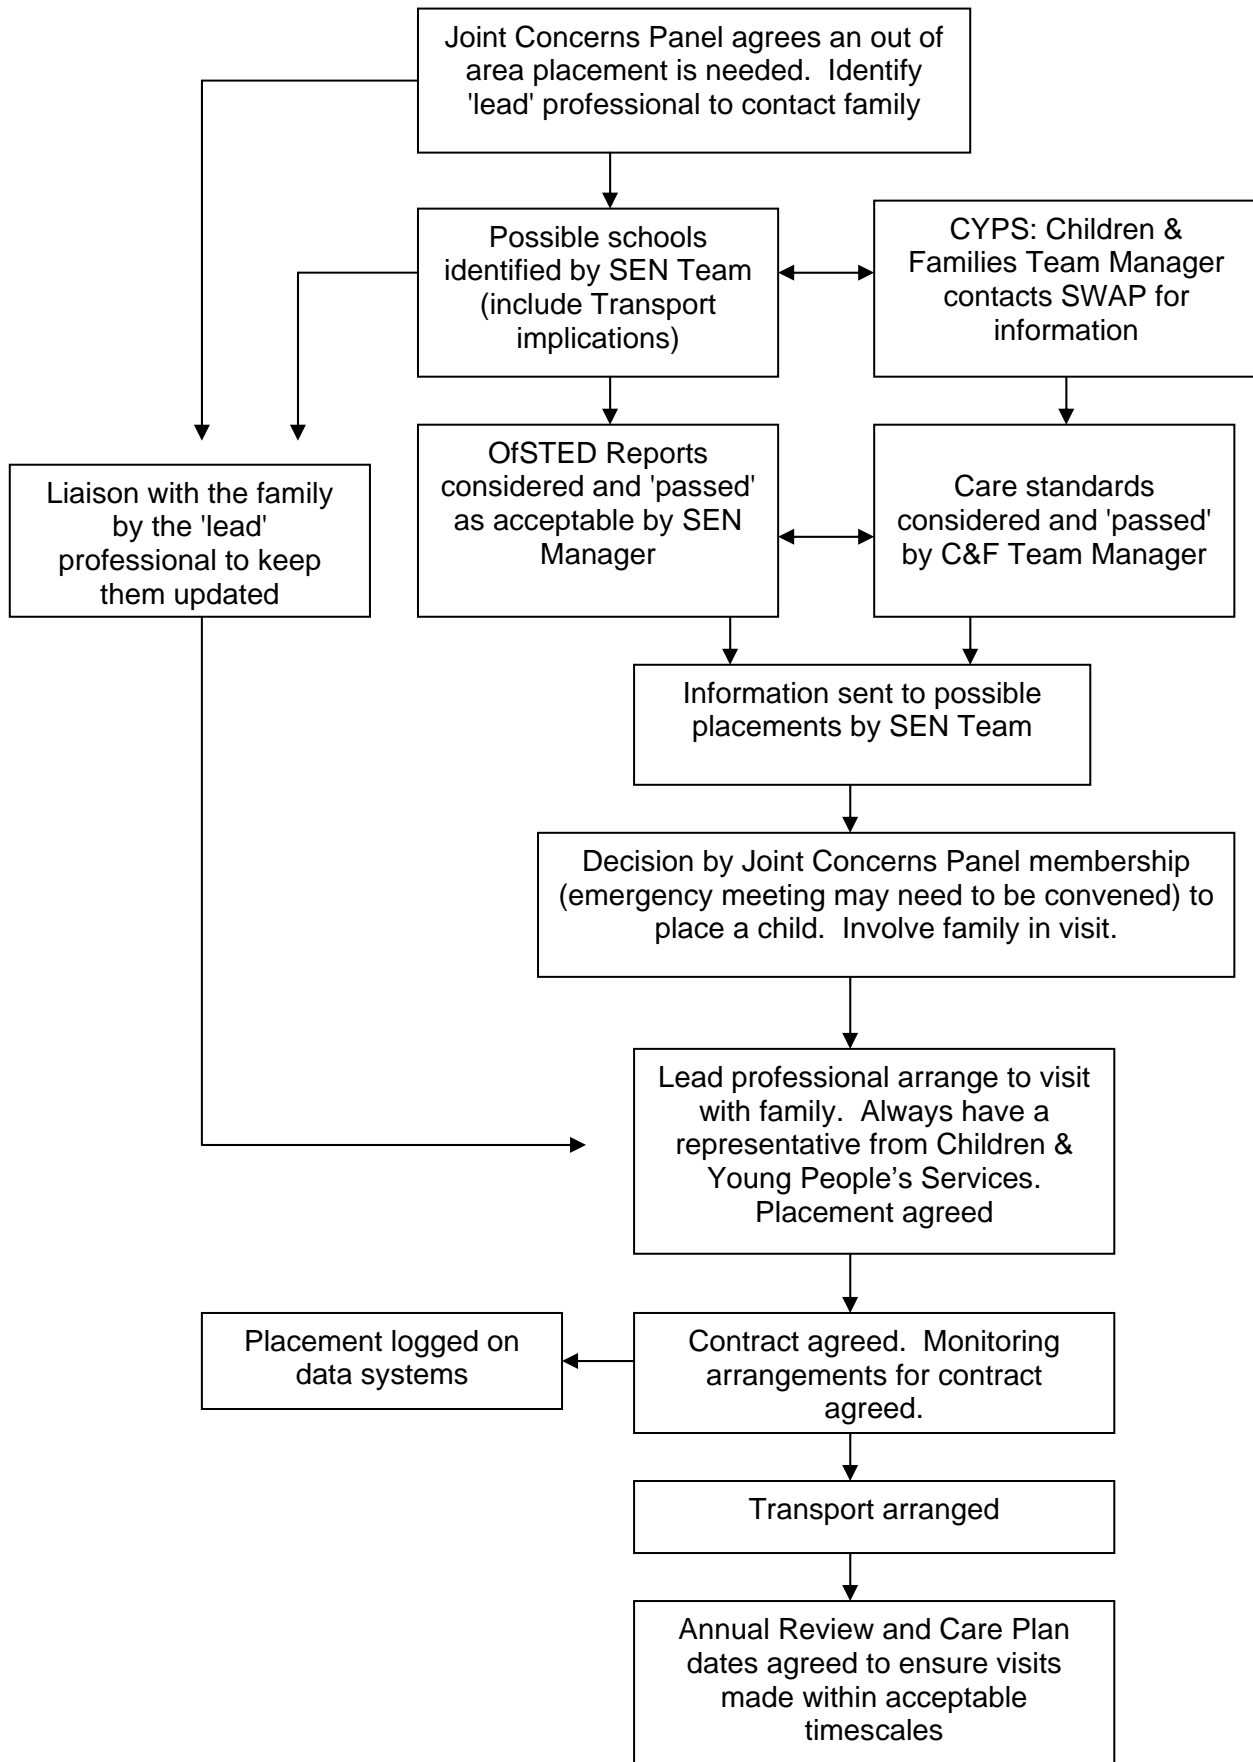 Joint Concerns Panel agrees an out of
area placement is needed.  Identify
'lead' professional to contact family
Possible schools
identified by SEN Team
(include Transport
implications)
CYPS: Children &
Families Team Manager
contacts SWAP for
information
Liaison with the family
by the 'lead'
professional to keep
them updated
OfSTED Reports
considered and 'passed'
as acceptable by SEN
Manager
Care standards
considered and 'passed'
by C&F Team Manager
Information sent to possible
placements by SEN Team
Decision by Joint Concerns Panel membership
(emergency meeting may need to be convened) to
place a child.  Involve family in visit.
Lead professional arrange to visit
with family.  Always have a
representative from Children &
Young People’s Services.
Placement agreed
Placement logged on
data systems
Contract agreed.  Monitoring
arrangements for contract
agreed.
Transport arranged
Annual Review and Care Plan
dates agreed to ensure visits
made within acceptable
timescales